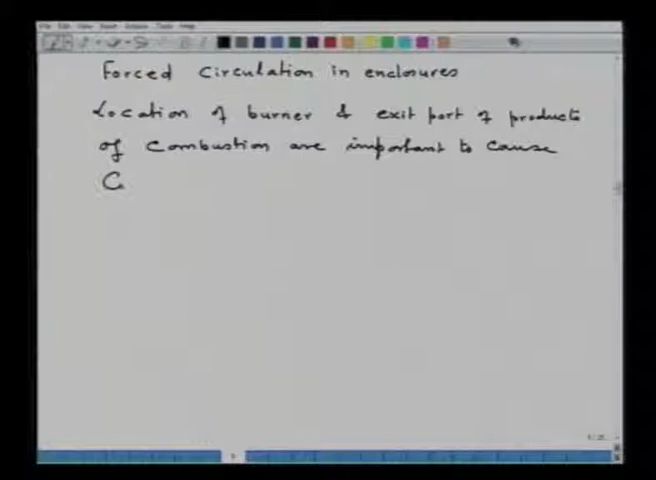 Forced Circulation in enclosures
Location of burner & exit port of products
of Combustion are important to cause
C